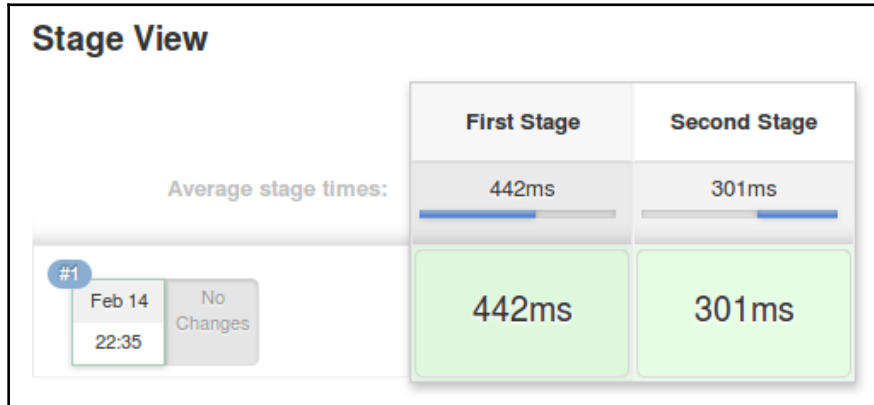 Stage View
First Stage Second Stage
Average stage times: 442ms 301ms
#1
Feb 14 No
Changes
22:35
442ms 301ms